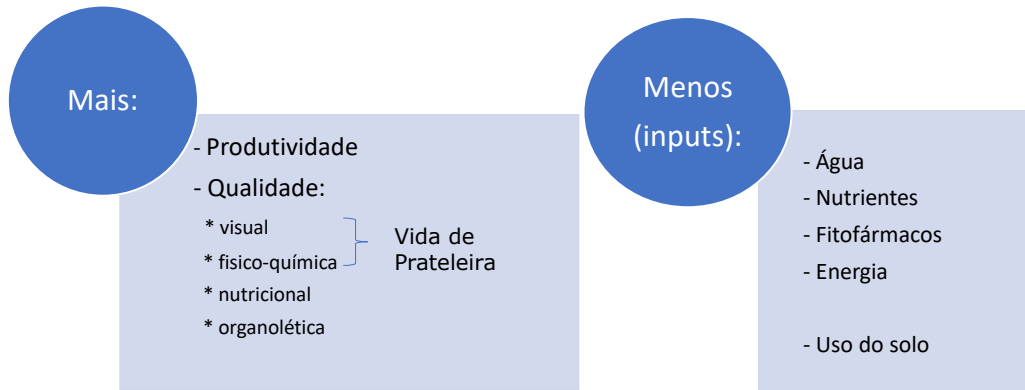 Mais:
- Produtividade
- Qualidade:
* visual
* fisico-química
Vida de
Prateleira
* nutricional
* organolética
Menos
(inputs):
- Água
- Nutrientes
- Fitofármacos
- Energia
- Uso do solo